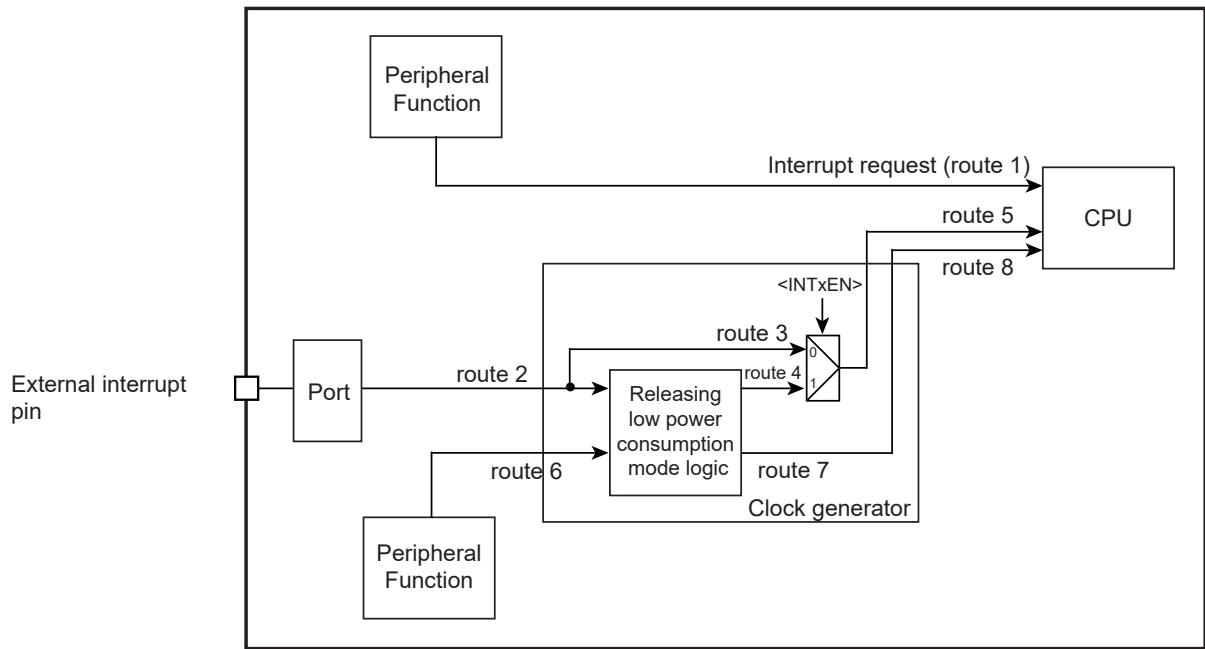 Peripheral
Function
Interrupt request (route 1)
CPU
route 5
route 8
<INTxEN>
route 3
0
External interrupt
pin
Port
route 2
route 4
1
Releasing
low power
consumption
mode logic
route 6
route 7
Clock generator
Peripheral
Function